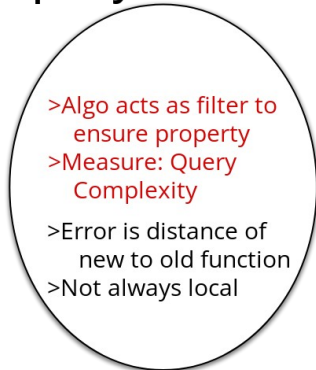 >Algo acts as filter to
ensure property
>Measure: Query
Complexity
>Error is distance of
new to old function
>Not always local